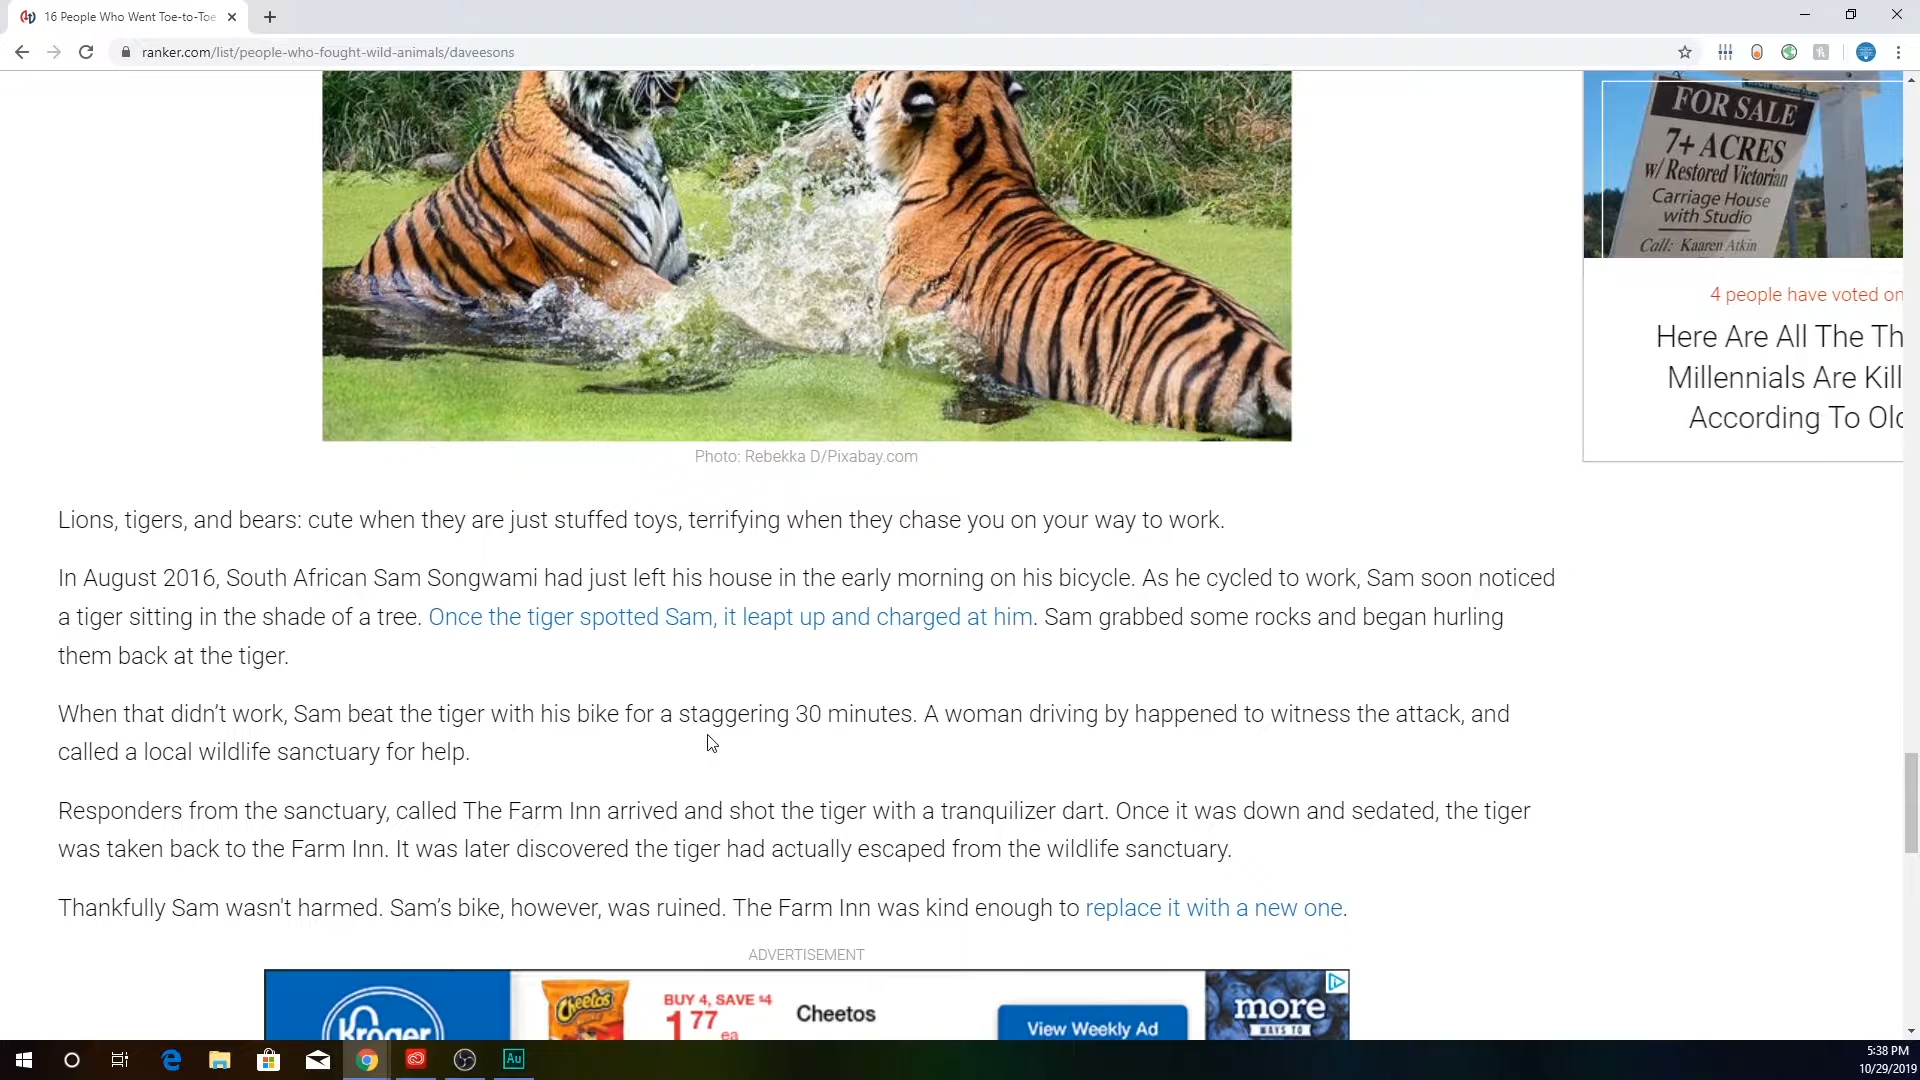 16 People Who Went Toe-to-Toe
ranker.com/list/people-who-fought-wild-animals/daveesons
FOR SALE
7+ ACRES
w/ Restored Victorian
Carriage House
with Studio
Call: Kaaren Atkin
4 people have voted on
Here Are All The Th
Millennials Are Kill
According To Old
Photo: Rebekka D/Pixabay.com
Lions, tigers, and bears: cute when they are just stuffed toys, terrifying when they chase you on your way to work.
In August 2016, South African Sam Songwami had just left his house in the early morning on his bicycle. As he cycled to work, Sam soon noticed
a tiger sitting in the shade of a tree. Once the tiger spotted Sam, it leapt up and charged at him. Sam grabbed some rocks and began hurling
them back at the tiger.
When that didn’t work, Sam beat the tiger with his bike for a staggering 30 minutes. A woman driving by happened to witness the attack, and
called a local wildlife sanctuary for help.
Responders from the sanctuary, called The Farm Inn arrived and shot the tiger with a tranquilizer dart. Once it was down and sedated, the tiger
was taken back to the Farm Inn. It was later discovered the tiger had actually escaped from the wildlife sanctuary.
Thankfully Sam wasn't harmed. Sam’s bike, however, was ruined. The Farm Inn was kind enough to replace it with a new one.
ADVERTISEMENT
Kroger
Cheetos
BUY 4, SAVE $4
1.77 ea
Cheetos
View Weekly Ad
more
WAYS TO
Au
5:38 PM
10/29/2019